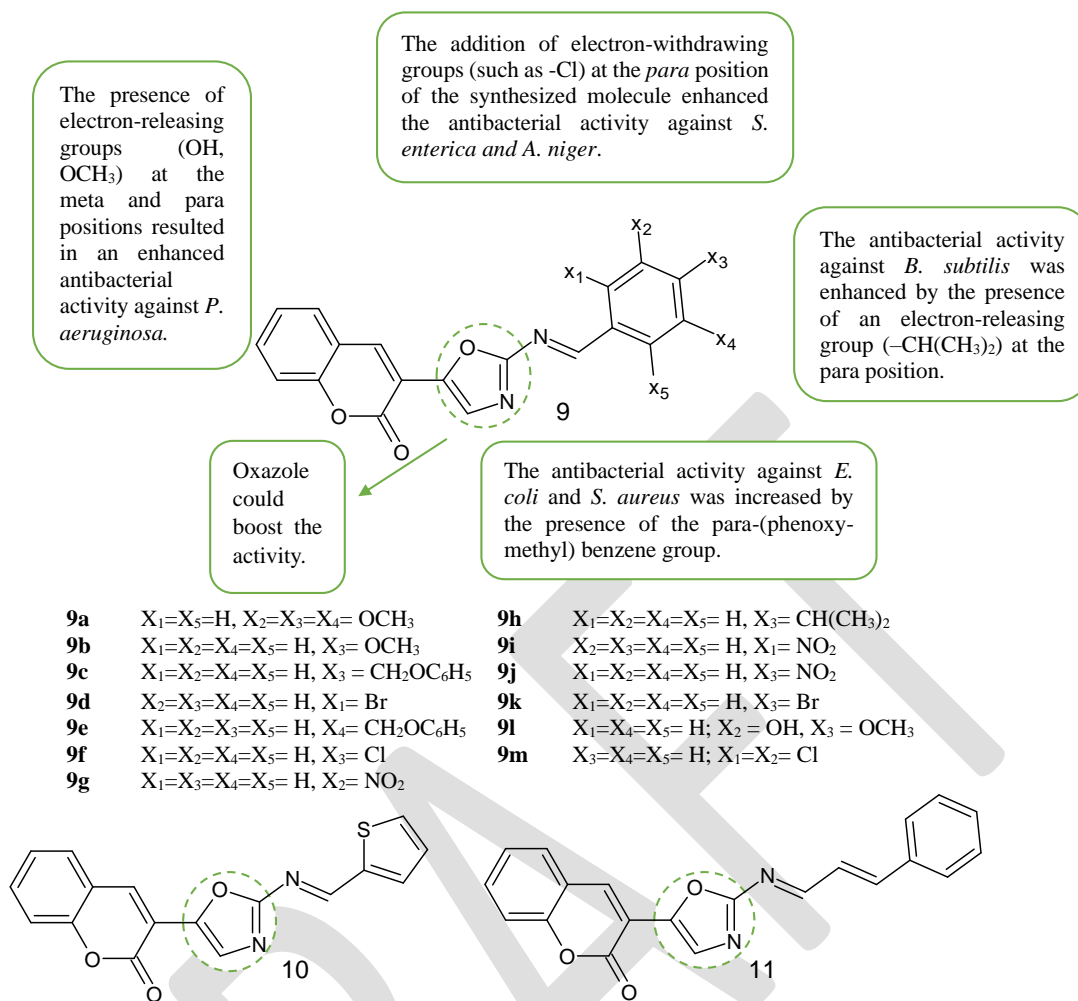 The addition of electron-withdrawing
groups (such as -Cl) at the para position
of the synthesized molecule enhanced
the antibacterial activity against S.
enterica and A. niger.
The presence of
electron-releasing
groups (OH,
OCH₃) at the
meta and para
positions resulted
in an enhanced
antibacterial
activity against P.
aeruginosa.
The antibacterial activity
against B. subtilis was
enhanced by the presence
of an electron-releasing
group (–CH(CH₃)₂) at the
para position.
x₁
x₂
x₃
x₄
x₅
O
O
O
N
N
9
Oxazole
could
boost the
activity.
The antibacterial activity against E.
coli and S. aureus was increased by
the presence of the para-(phenoxy-
methyl) benzene group.
9a X₁=X₅=H, X₂=X₃=X₄= OCH₃
9b X₁=X₂=X₄=X₅= H, X₃= OCH₃
9c X₁=X₂=X₄=X₅= H, X₃ = CH₂OC₆H₅
9d X₂=X₃=X₄=X₅= H, X₁= Br
9e X₁=X₂=X₃=X₅= H, X₄= CH₂OC₆H₅
9f X₁=X₂=X₄=X₅= H, X₃= Cl
9g X₁=X₃=X₄=X₅= H, X₂= NO₂
9h X₁=X₂=X₄=X₅= H, X₃= CH(CH₃)₂
9i X₂=X₃=X₄=X₅= H, X₁= NO₂
9j X₁=X₂=X₄=X₅= H, X₃= NO₂
9k X₁=X₂=X₄=X₅= H, X₃= Br
9l X₁=X₄=X₅= H; X₂ = OH, X₃ = OCH₃
9m X₃=X₄=X₅= H; X₁=X₂= Cl
S
N
O
N
O
O
10
N
O
N
O
O
11